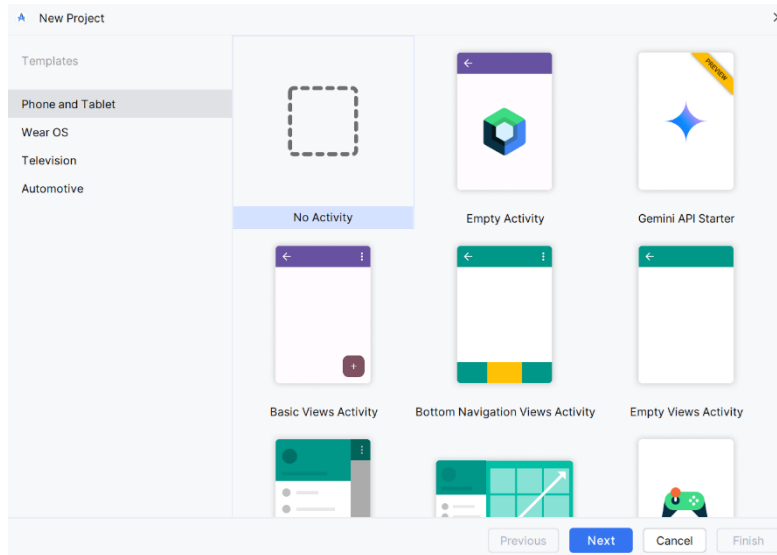 New Project
Templates
Phone and Tablet
Wear OS
Television
Automotive
No Activity
Empty Activity
PREVIEW
Gemini API Starter
Basic Views Activity
Bottom Navigation Views Activity
Empty Views Activity
Previous
Next
Cancel
Finish